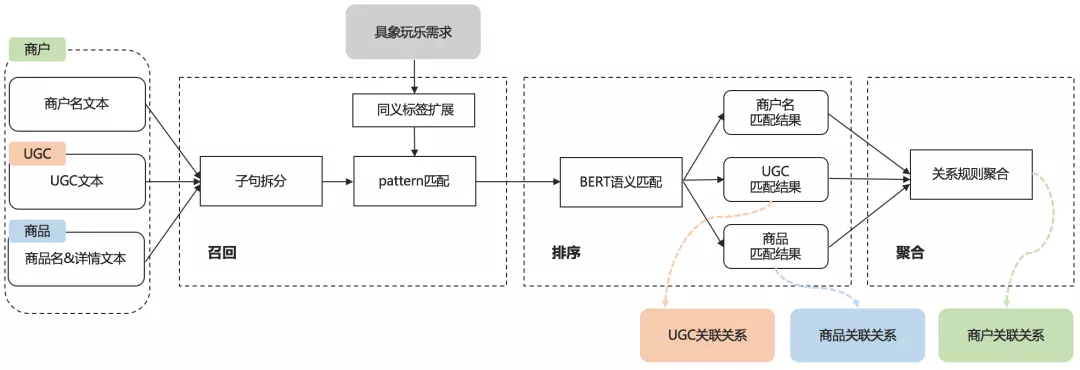 具象玩乐需求
商户
商户名文本
UGC
UGC文本
商品
商品名&详情文本
同义标签扩展
子句拆分
pattern匹配
召回
BERT语义匹配
商户名
匹配结果
UGC
匹配结果
商品
匹配结果
排序
关系规则聚合
聚合
UGC关联关系
商品关联关系
商户关联关系